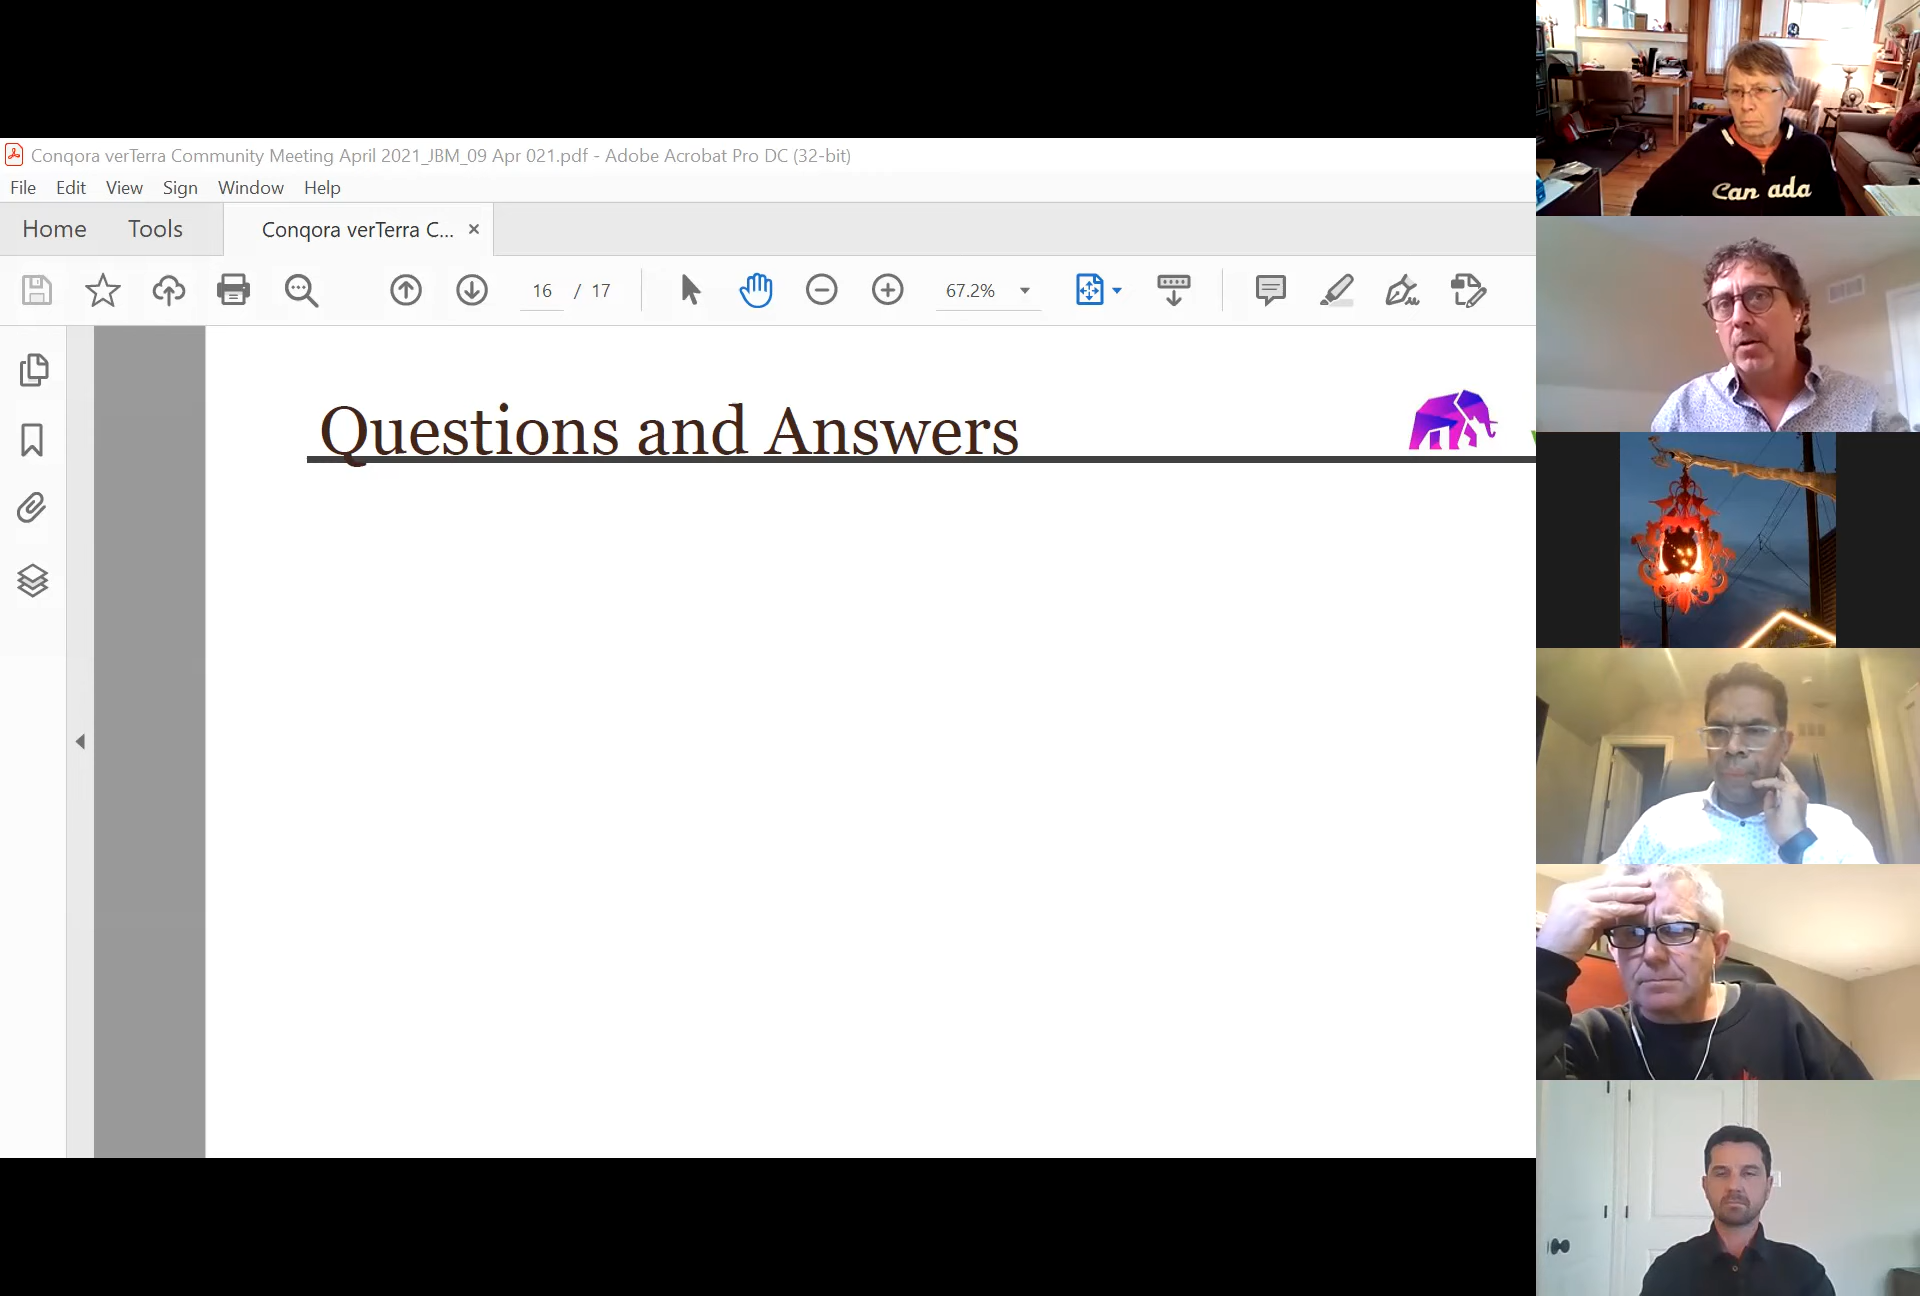 Conqora verTerra Community Meeting April 2021_JBM_09 Apr 021.pdf - Adobe Acrobat Pro DC (32-bit)
File Edit View Sign Window Help
Home Tools Conqora verTerra C... ×
16 / 17 67.2%
Questions and Answers
Can ada